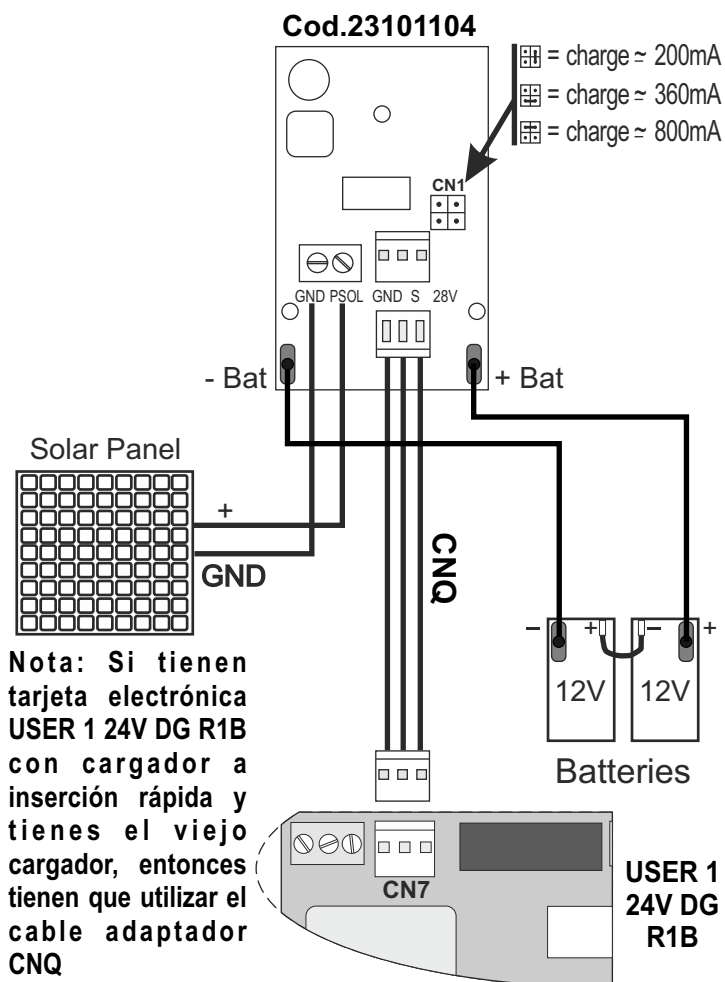 Cod.23101104
= charge ≃ 200mA
= charge ≃ 360mA
= charge ≃ 800mA
CN1
GND PSOL GND S 28V
- Bat
+ Bat
Solar Panel
+
GND
CNQ
- + - +
12V 12V
Batteries
Nota: Si tienen
tarjeta electrónica
USER 1 24V DG R1B
con cargador a
inserción rápida y
tienes el viejo
cargador, entonces
tienen que utilizar el
cable adaptador
CNQ
CN7
USER 1
24V DG
R1B